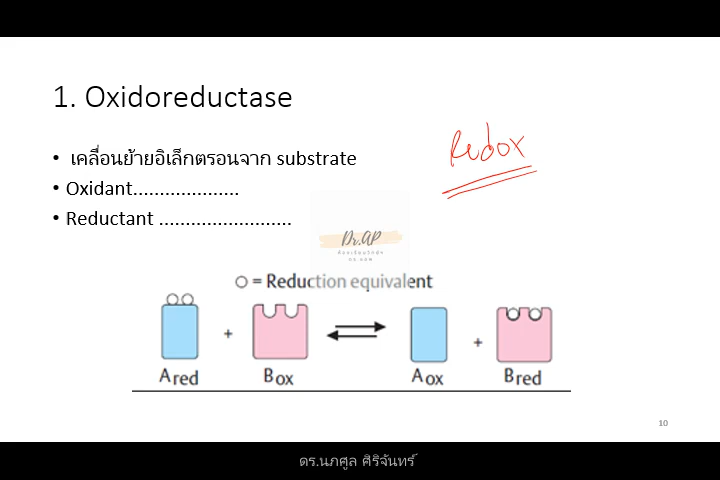 1. Oxidoreductase
Redox
• เคลื่อนย้ายอิเล็กตรอนจาก substrate
• Oxidant....................
• Reductant .........................
Dr.AP
= Reduction equivalent
+
+
Ared
Box
Aox
Bred
10
ดร.นภศูล ศิริจันทร์